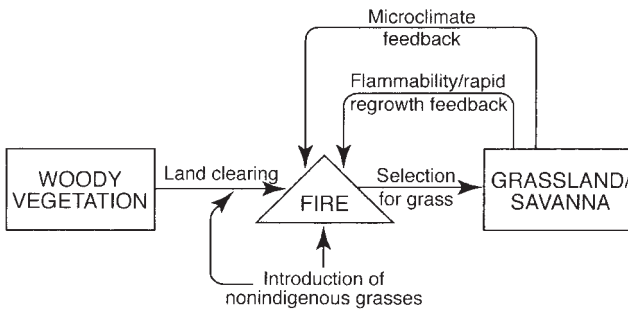 Microclimate
feedback
Flammability/rapid
regrowth feedback
WOODY
VEGETATION
Land clearing
FIRE
Selection
for grass
GRASSLAND/
SAVANNA
Introduction of
nonindigenous grasses